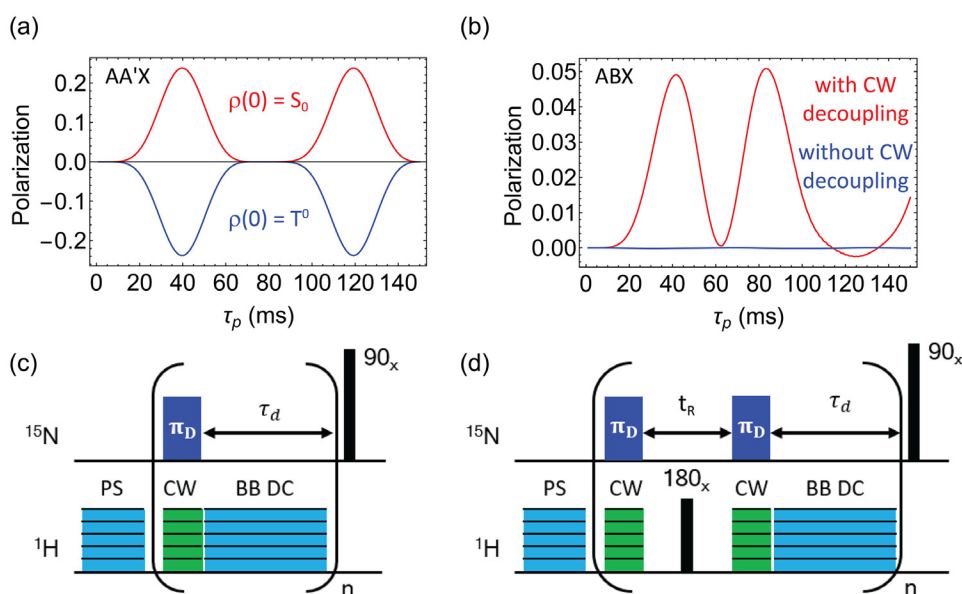 (a)
AA'X
ρ(0) = S₀
ρ(0) = T⁰
Polarization
0.2
0.1
0.0
−0.1
−0.2
0 20 40 60 80 100 120 140
τp (ms)
(b)
ABX
with CW
decoupling
without CW
decoupling
Polarization
0.05
0.04
0.03
0.02
0.01
0.00
0 20 40 60 80 100 120 140
τp (ms)
(c)
90ₓ
¹⁵N
πD
τd
PS CW BB DC
¹H
n
(d)
90ₓ
¹⁵N
πD
tR
πD
τd
PS CW 180ₓ CW BB DC
¹H
n